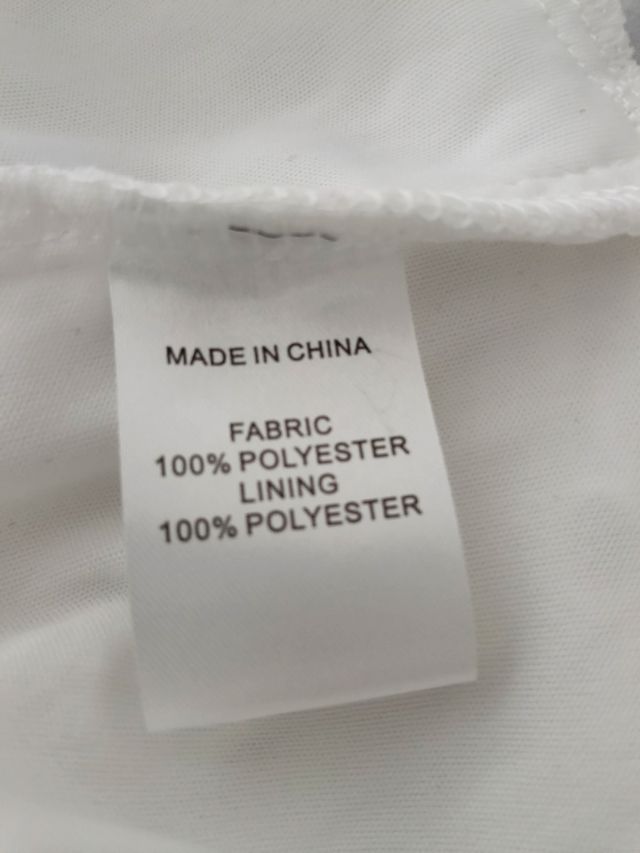 MADE IN CHINA
FABRIC
100% POLYESTER
LINING
100% POLYESTER